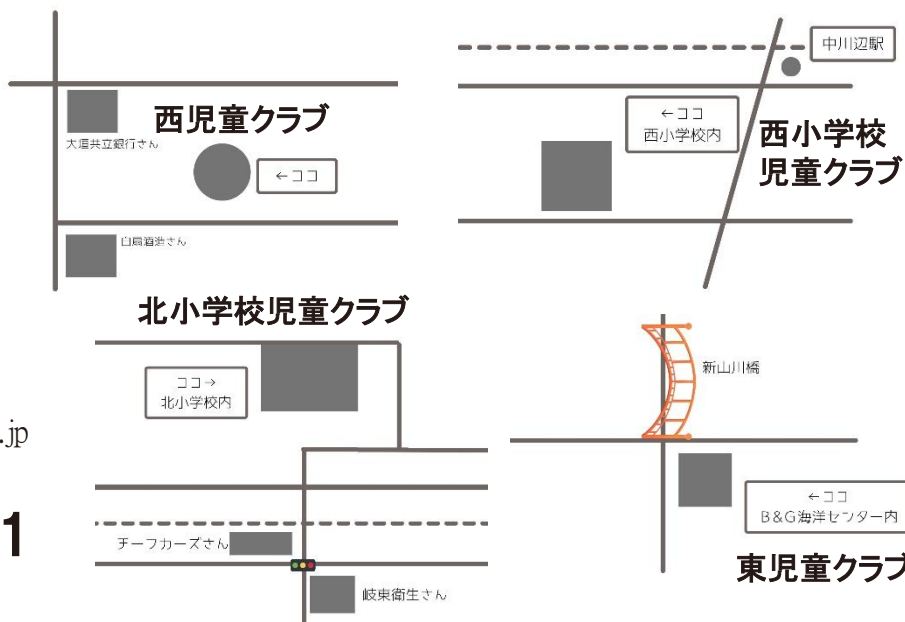 西児童クラブ
大垣共立銀行さん
←ココ
白扇酒造さん
中川辺駅
←ココ
西小学校内
西小学校
児童クラブ
北小学校児童クラブ
ココ→
北小学校内
.jp
1
チーフカーズさん
岐東衛生さん
新山川橋
←ココ
B&G海洋センター内
東児童クラブ